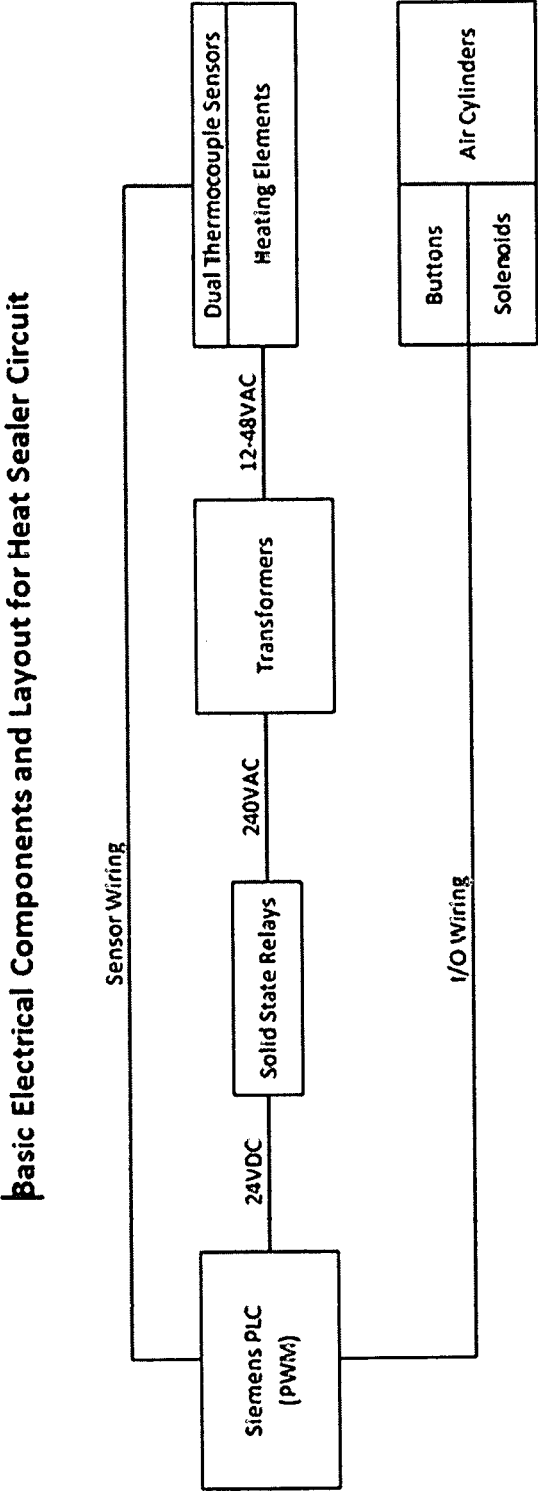 Basic Electrical Components and Layout for Heat Sealer Circuit
Sensor Wiring
Siemens PLC
(PWM)
24VDC
Solid State Relays
240VAC
Transformers
12-48VAC
Dual Thermocouple Sensors
Heating Elements
I/O Wiring
Buttons
Solenoids
Air Cylinders